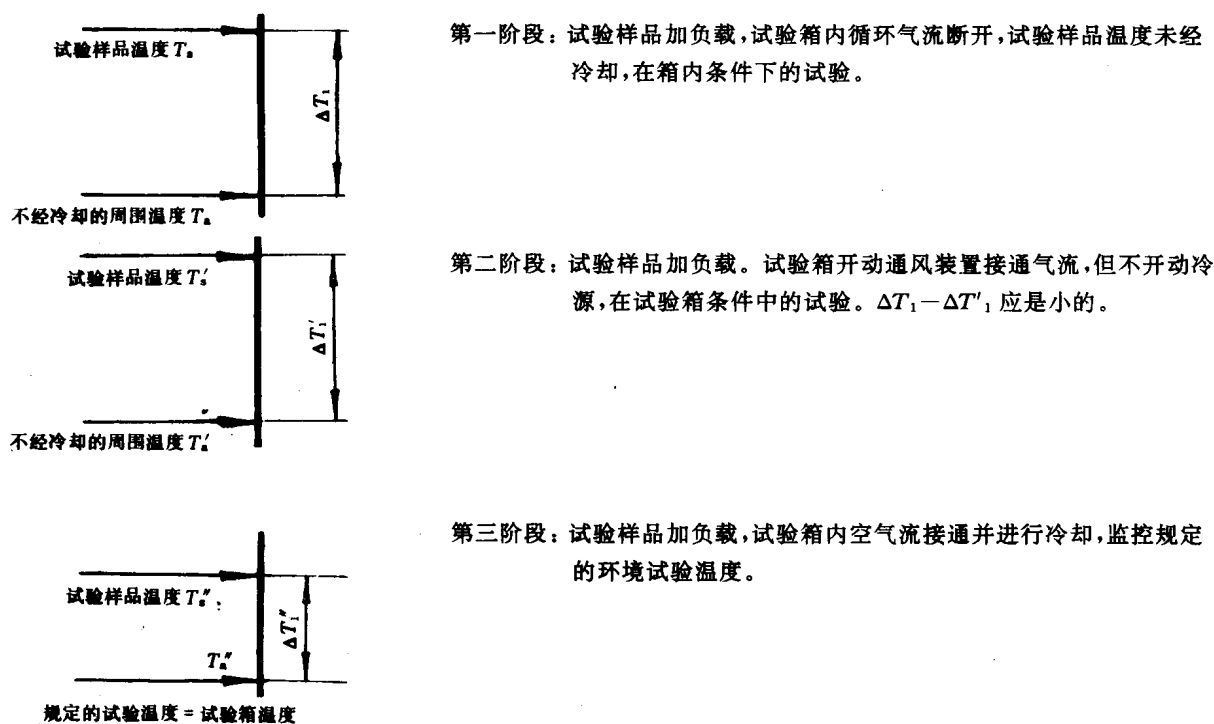 试验样品温度 Tₛ
第一阶段：试验样品加负载，试验箱内循环气流断开，试验样品温度未经
冷却，在箱内条件下的试验。
ΔT₁
不经冷却的周围温度 Tₐ
试验样品温度 Tₛ′
第二阶段：试验样品加负载。试验箱开动通风装置接通气流，但不开动冷
源，在试验箱条件中的试验。ΔT₁－ΔT′₁ 应是小的。
ΔT₁′
不经冷却的周围温度 Tₐ′
第三阶段：试验样品加负载，试验箱内空气流接通并进行冷却，监控规定
的环境试验温度。
试验样品温度 Tₛ″
ΔT₁″
Tₐ″
规定的试验温度 = 试验箱温度